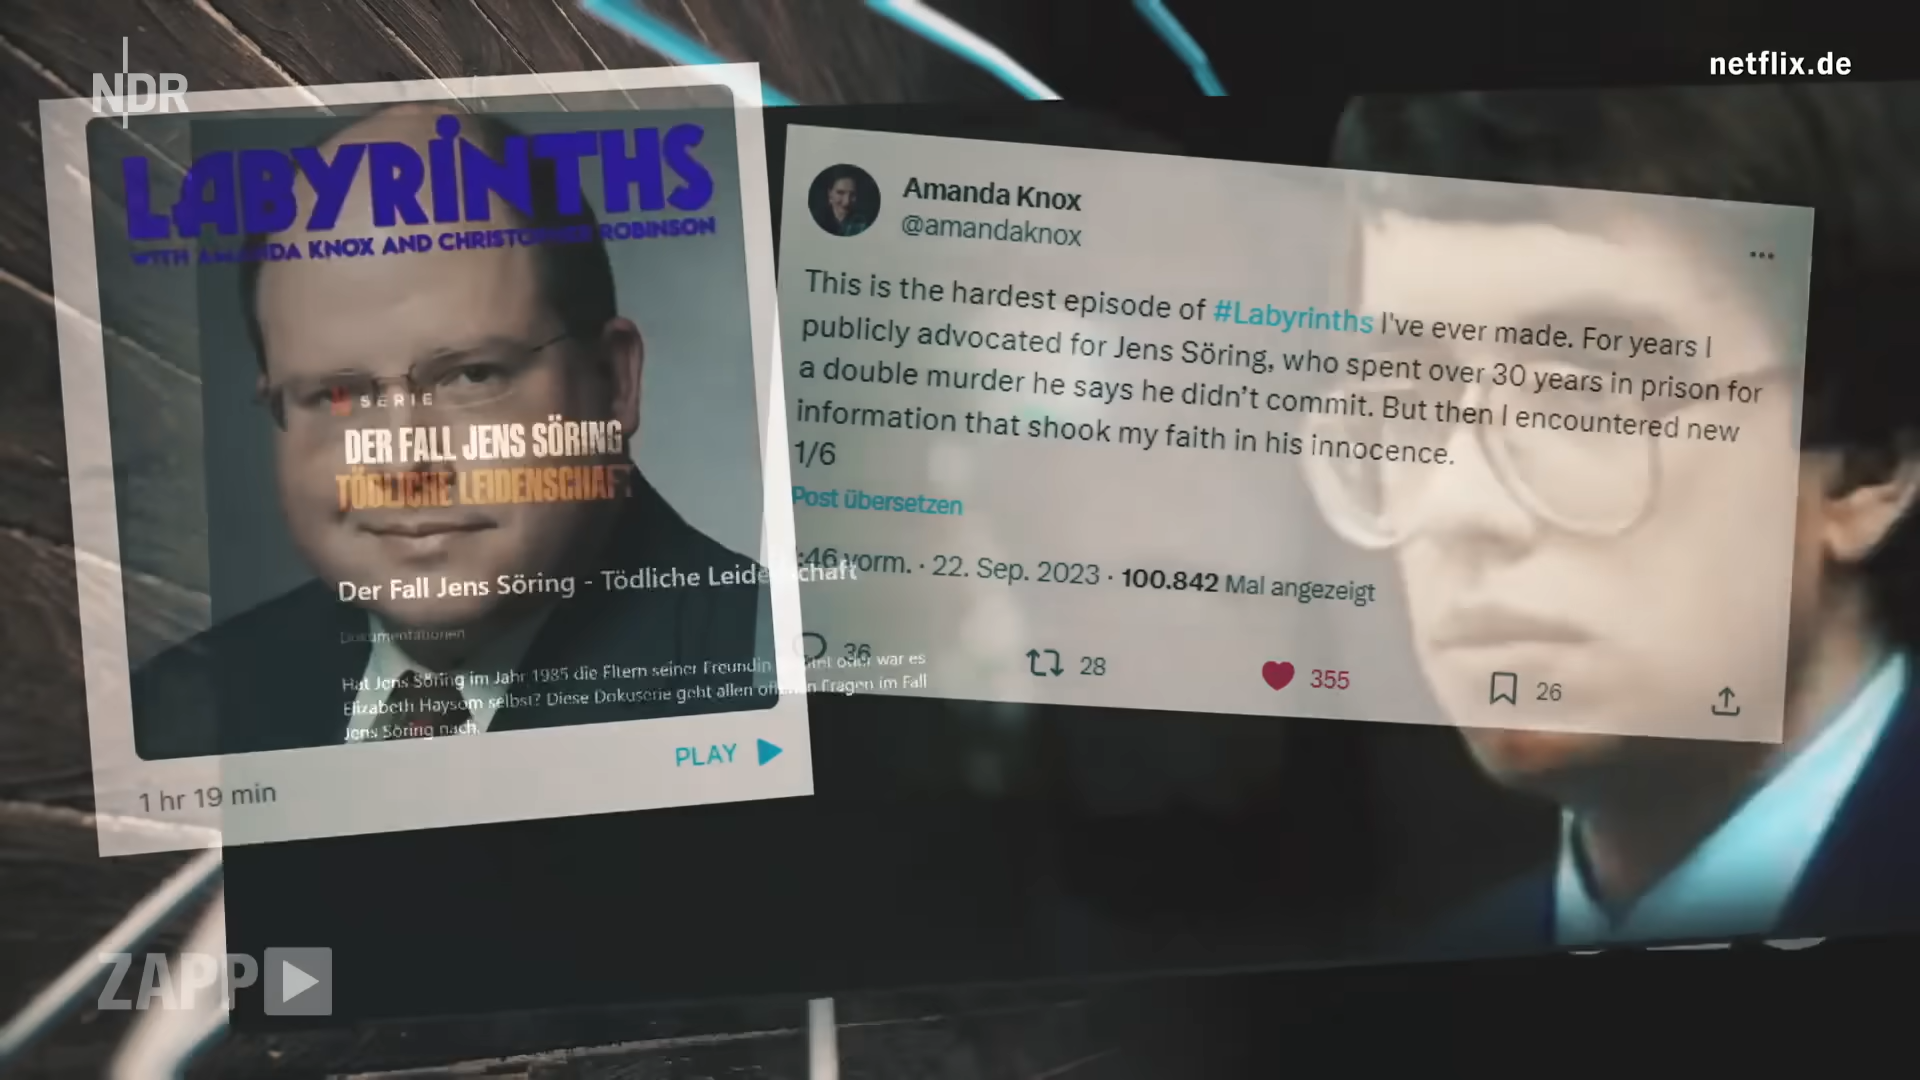 NDR
netflix.de
LABYRINTHS
WITH AMANDA KNOX AND CHRISTOPHER ROBINSON
SERIE
DER FALL JENS SÖRING
TÖDLICHE LEIDENSCHAFT
Der Fall Jens Söring - Tödliche Leidenschaft
Dokumentationen
Hat Jens Söring im Jahr 1985 die Eltern seiner Freundin oder war es
Elizabeth Haysom selbst? Diese Dokuserie geht allen offenen Fragen im Fall
Jens Söring nach.
PLAY
1 hr 19 min
Amanda Knox
@amandaknox
...
This is the hardest episode of #Labyrinths I've ever made. For years I
publicly advocated for Jens Söring, who spent over 30 years in prison for
a double murder he says he didn't commit. But then I encountered new
information that shook my faith in his innocence.
1/6
Post übersetzen
:46 vorm. · 22. Sep. 2023 · 100.842 Mal angezeigt
36
28
355
26
ZAPP